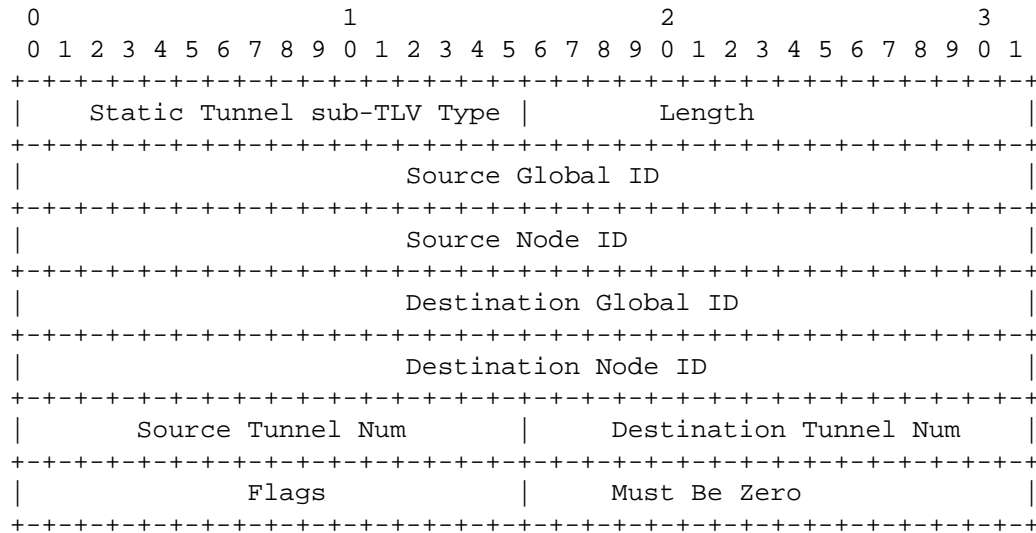 0                   1                   2                   3
 0 1 2 3 4 5 6 7 8 9 0 1 2 3 4 5 6 7 8 9 0 1 2 3 4 5 6 7 8 9 0 1
+-+-+-+-+-+-+-+-+-+-+-+-+-+-+-+-+-+-+-+-+-+-+-+-+-+-+-+-+-+-+-+-+
|    Static Tunnel sub-TLV Type |        Length                 |
+-+-+-+-+-+-+-+-+-+-+-+-+-+-+-+-+-+-+-+-+-+-+-+-+-+-+-+-+-+-+-+-+
|                        Source Global ID                       |
+-+-+-+-+-+-+-+-+-+-+-+-+-+-+-+-+-+-+-+-+-+-+-+-+-+-+-+-+-+-+-+-+
|                        Source Node ID                         |
+-+-+-+-+-+-+-+-+-+-+-+-+-+-+-+-+-+-+-+-+-+-+-+-+-+-+-+-+-+-+-+-+
|                        Destination Global ID                  |
+-+-+-+-+-+-+-+-+-+-+-+-+-+-+-+-+-+-+-+-+-+-+-+-+-+-+-+-+-+-+-+-+
|                        Destination Node ID                    |
+-+-+-+-+-+-+-+-+-+-+-+-+-+-+-+-+-+-+-+-+-+-+-+-+-+-+-+-+-+-+-+-+
|       Source Tunnel Num       |     Destination Tunnel Num    |
+-+-+-+-+-+-+-+-+-+-+-+-+-+-+-+-+-+-+-+-+-+-+-+-+-+-+-+-+-+-+-+-+
|              Flags            |     Must Be Zero              |
+-+-+-+-+-+-+-+-+-+-+-+-+-+-+-+-+-+-+-+-+-+-+-+-+-+-+-+-+-+-+-+-+